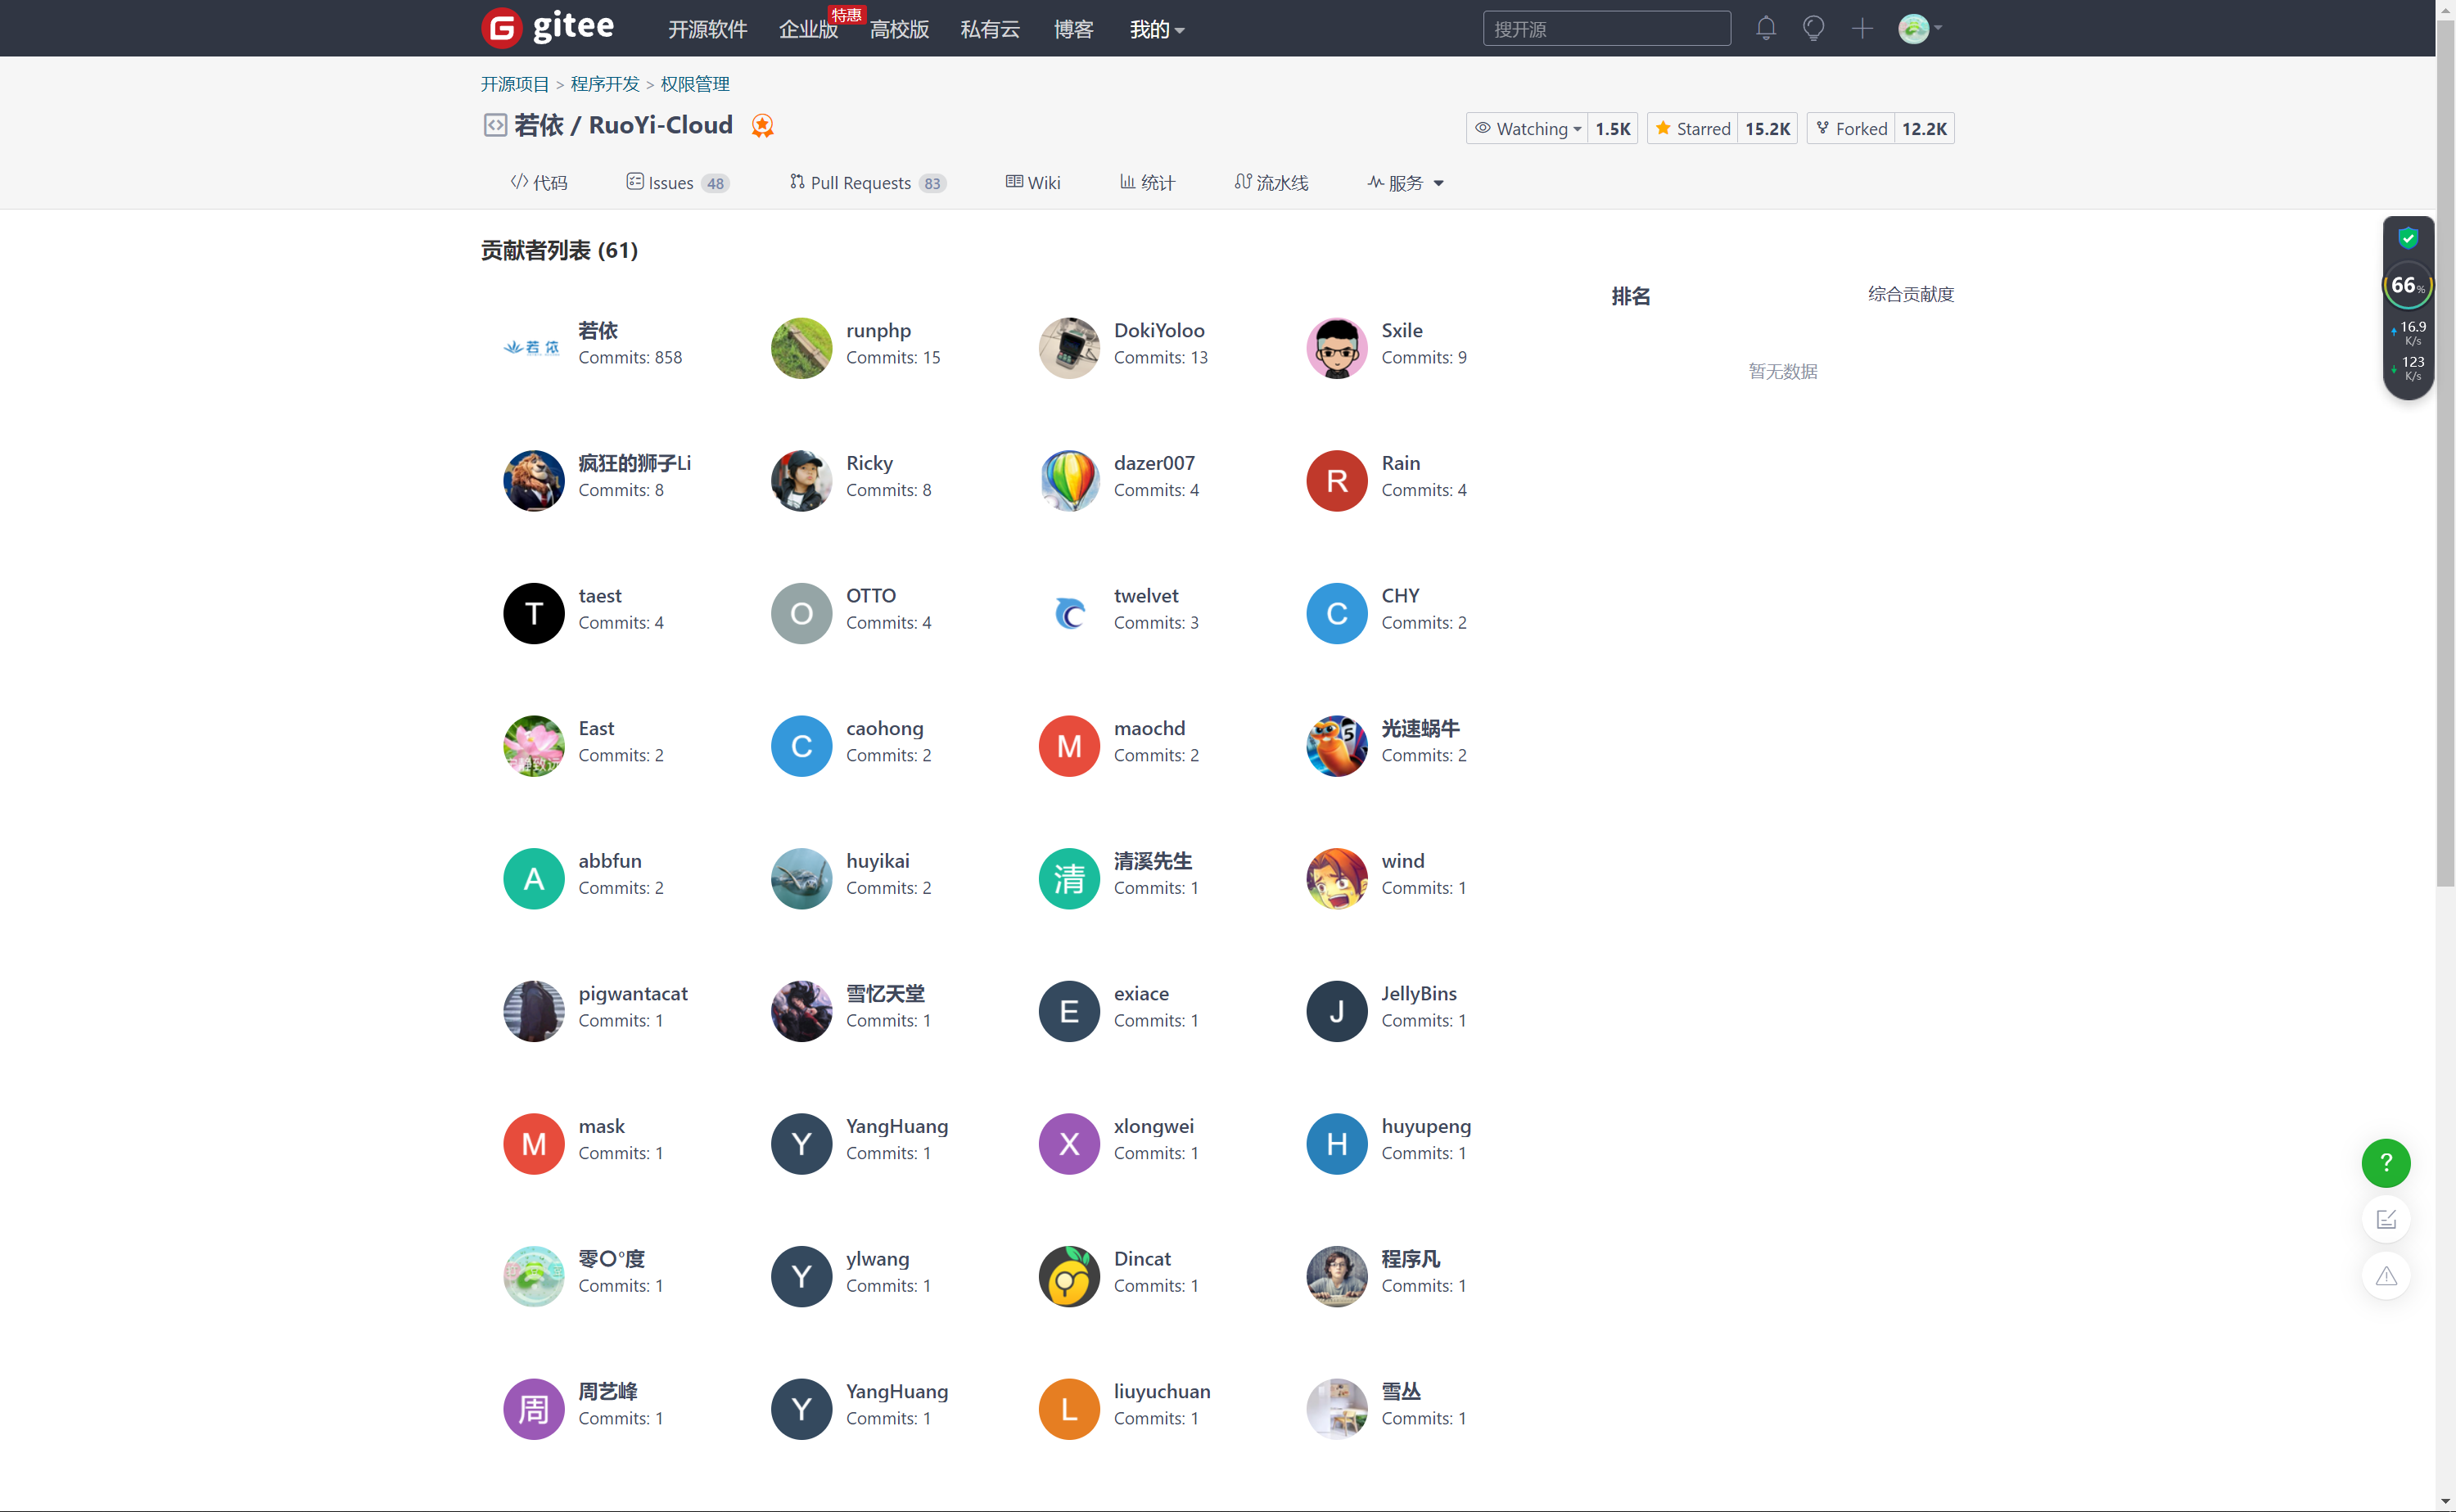 gitee 开源软件 企业版 特惠 高校版 私有云 博客 我的 搜开源
开源项目 > 程序开发 > 权限管理
若依 / RuoYi-Cloud
Watching 1.5K Starred 15.2K Forked 12.2K
代码 Issues 48 Pull Requests 83 Wiki 统计 流水线 服务
贡献者列表 (61)
排名 综合贡献度
暂无数据
66%
16.9
K/s
123
K/s
若依 若依 runphp DokiYoloo Sxile
Commits: 858 Commits: 15 Commits: 13 Commits: 9
疯狂的狮子Li Ricky dazer007 R Rain
Commits: 8 Commits: 8 Commits: 4 Commits: 4
T taest O OTTO twelvet C CHY
Commits: 4 Commits: 4 Commits: 3 Commits: 2
East C caohong M maochd 5 光速蜗牛
Commits: 2 Commits: 2 Commits: 2 Commits: 2
A abbfun huyikai 清 清溪先生 wind
Commits: 2 Commits: 2 Commits: 1 Commits: 1
pigwantacat 雪忆天堂 E exiace J JellyBins
Commits: 1 Commits: 1 Commits: 1 Commits: 1
M mask Y YangHuang X xlongwei H huyupeng
Commits: 1 Commits: 1 Commits: 1 Commits: 1
零〇°度 Y ylwang Dincat 程序凡
Commits: 1 Commits: 1 Commits: 1 Commits: 1
周 周艺峰 Y YangHuang L liuyuchuan 雪丛
Commits: 1 Commits: 1 Commits: 1 Commits: 1
?